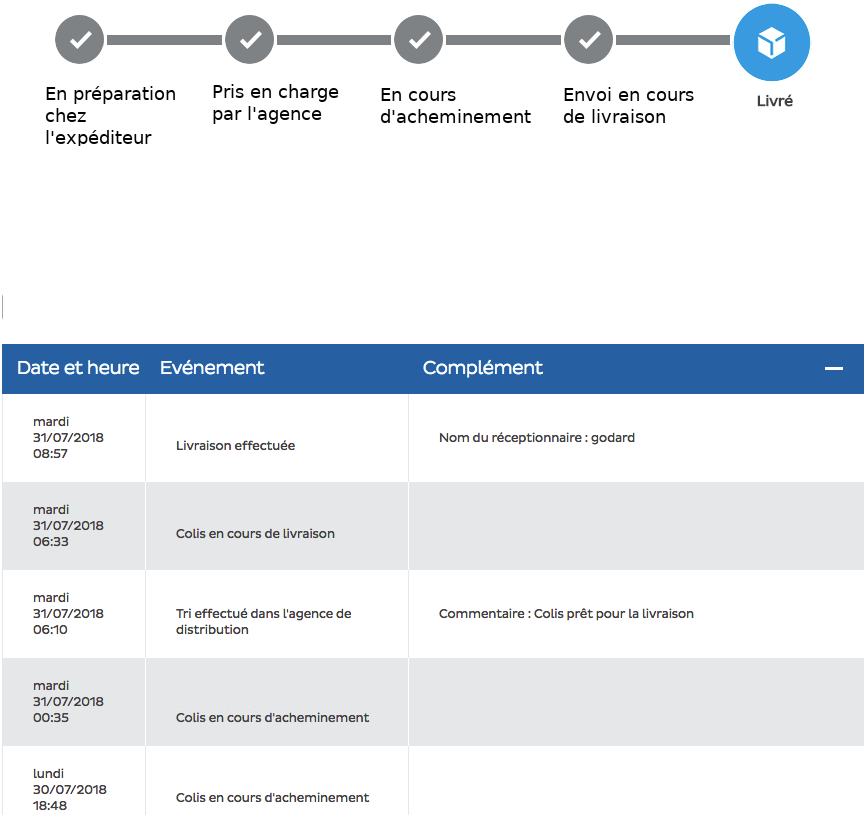 En préparation
chez
l'expéditeur
Pris en charge
par l'agence
En cours
d'acheminement
Envoi en cours
de livraison
Livré
Date et heure Evénement Complément
mardi
31/07/2018
08:57
Livraison effectuée
Nom du réceptionnaire : godard
mardi
31/07/2018
06:33
Colis en cours de livraison
mardi
31/07/2018
06:10
Tri effectué dans l'agence de
distribution
Commentaire : Colis prêt pour la livraison
mardi
31/07/2018
00:35
Colis en cours d'acheminement
lundi
30/07/2018
18:48
Colis en cours d'acheminement